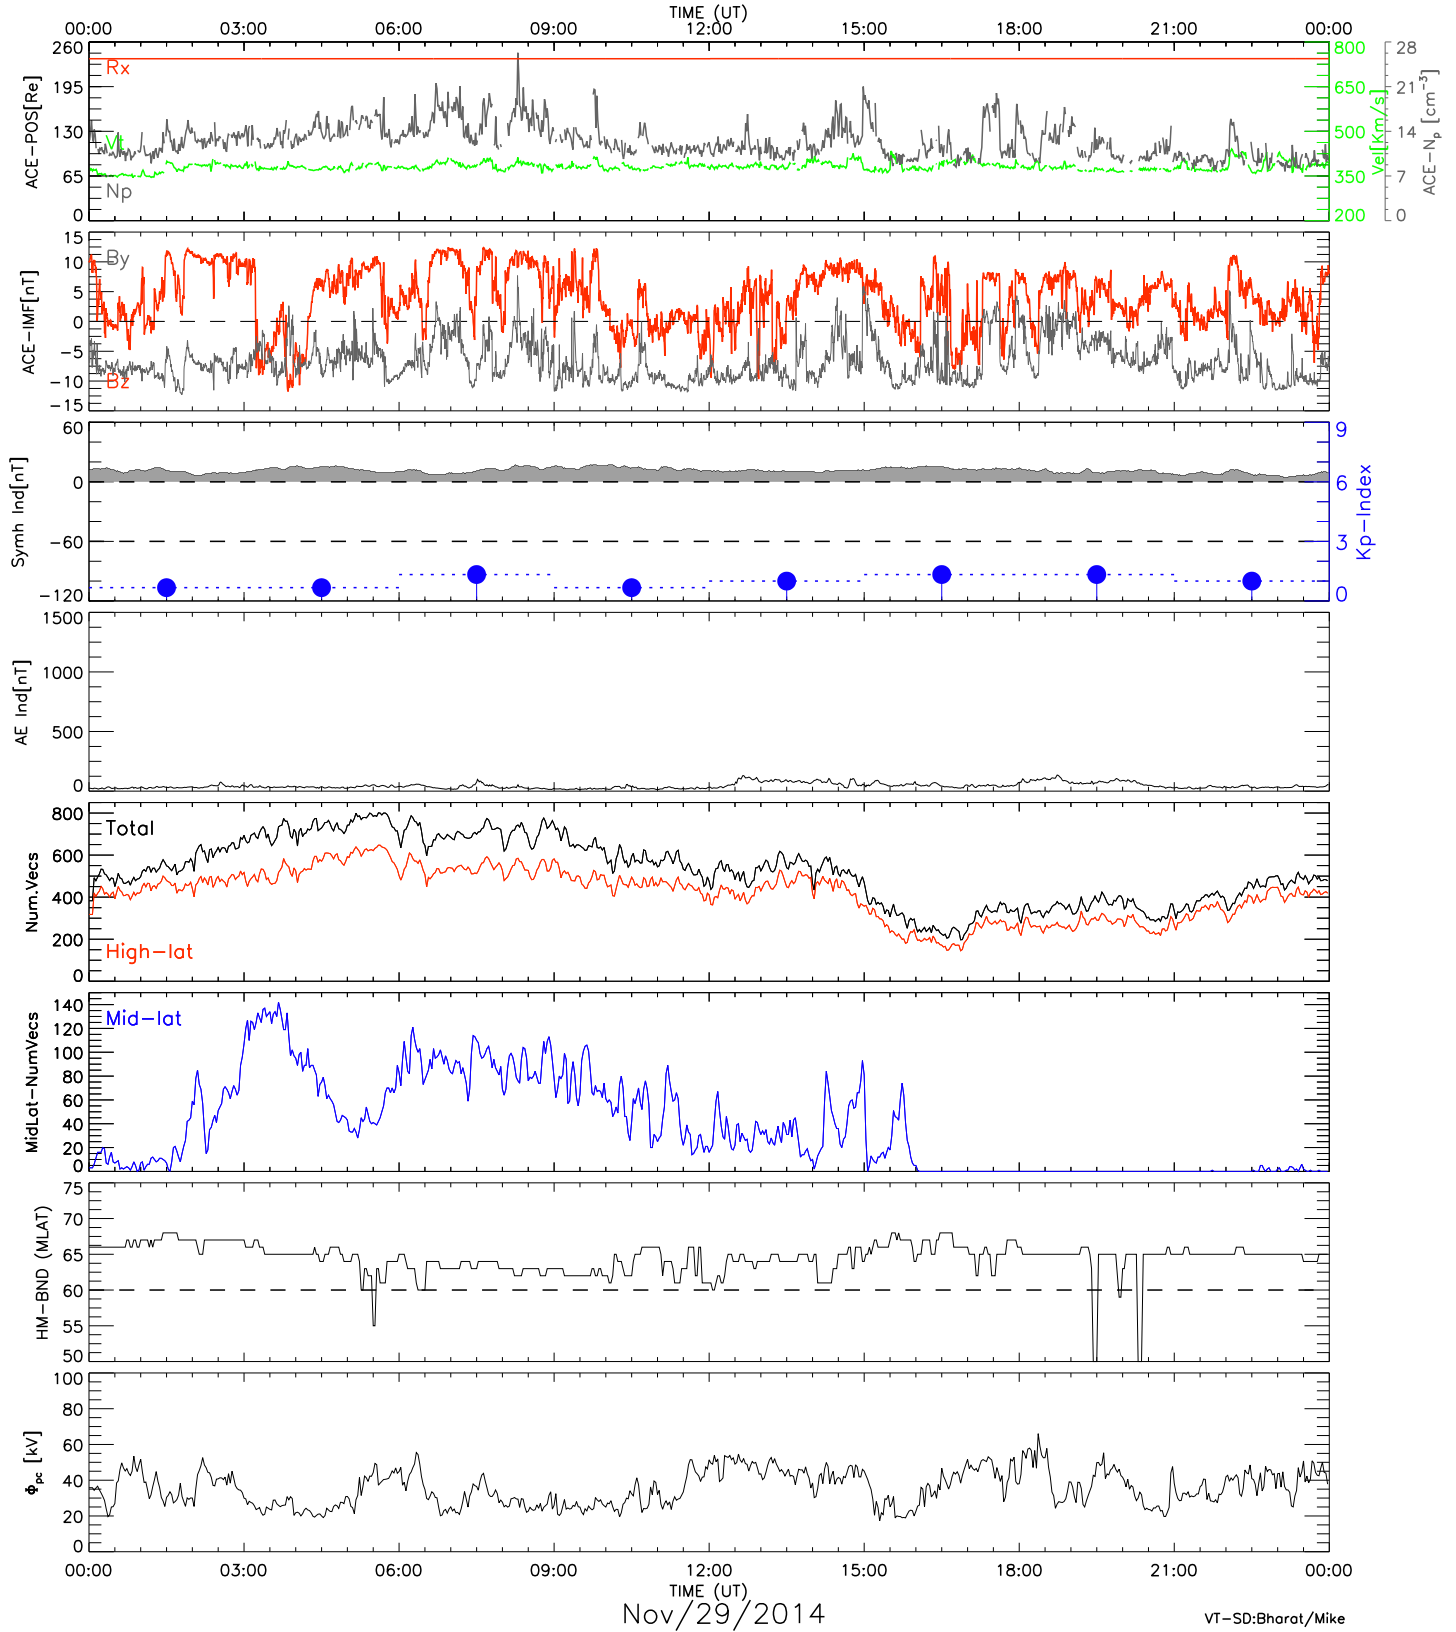 TIME (UT)
00:00 03:00 06:00 09:00 12:00 15:00 18:00 21:00 00:00
ACE-POS[Re]
260
195
130
65
0
Rx
Vt
Np
800
650
500
350
200
Vel[Km/s]
28
21
14
7
0
ACE-Np [cm⁻³]
ACE-IMF[nT]
15
10
5
0
-5
-10
-15
By
Bz
Symh Ind[nT]
60
0
-60
-120
9
6
3
0
Kp-Index
AE Ind[nT]
1500
1000
500
0
Num.Vecs
800
600
400
200
0
Total
High-lat
MidLat-NumVecs
140
120
100
80
60
40
20
0
Mid-lat
HM-BND (MLAT)
75
70
65
60
55
50
Φpc [kV]
100
80
60
40
20
0
00:00 03:00 06:00 09:00 12:00 15:00 18:00 21:00 00:00
TIME (UT)
Nov/29/2014
VT-SD:Bharat/Mike